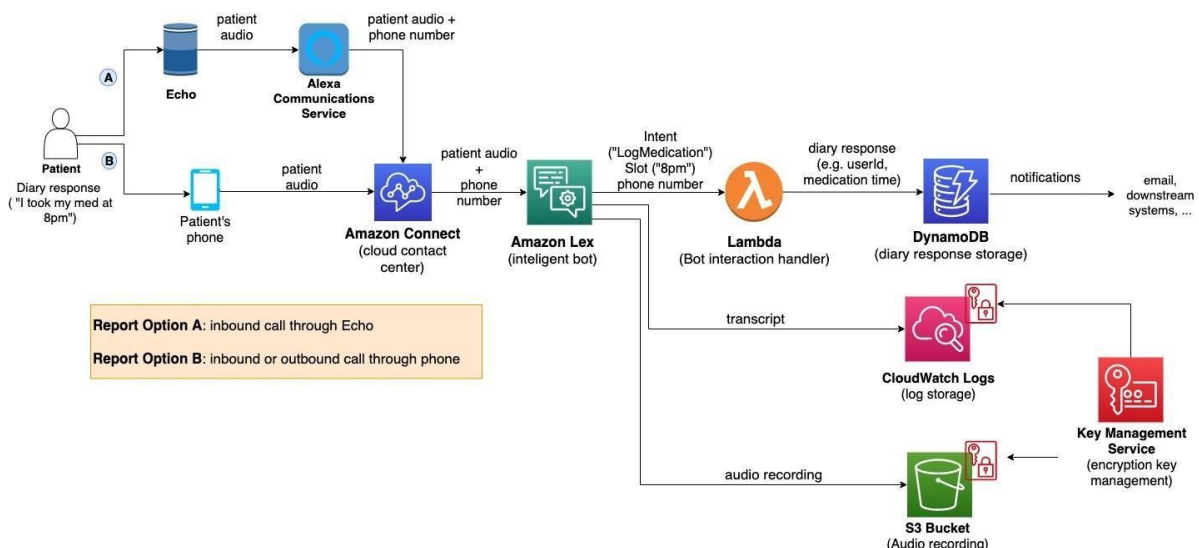 patient
audio
patient audio +
phone number
A
Echo
Alexa
Communications
Service
B
Patient
Diary response
( "I took my med at
8pm")
Patient's
phone
patient
audio
Amazon Connect
(cloud contact
center)
patient audio
+
phone
number
Amazon Lex
(inteligent bot)
Intent
("LogMedication")
Slot ("8pm")
phone number
Lambda
(Bot interaction handler)
diary response
(e.g. userId,
medication time)
DynamoDB
(diary response storage)
notifications
email,
downstream
systems, ...
Report Option A: inbound call through Echo
Report Option B: inbound or outbound call through phone
transcript
CloudWatch Logs
(log storage)
Key Management
Service
(encryption key
management)
audio recording
S3 Bucket
(Audio recording)